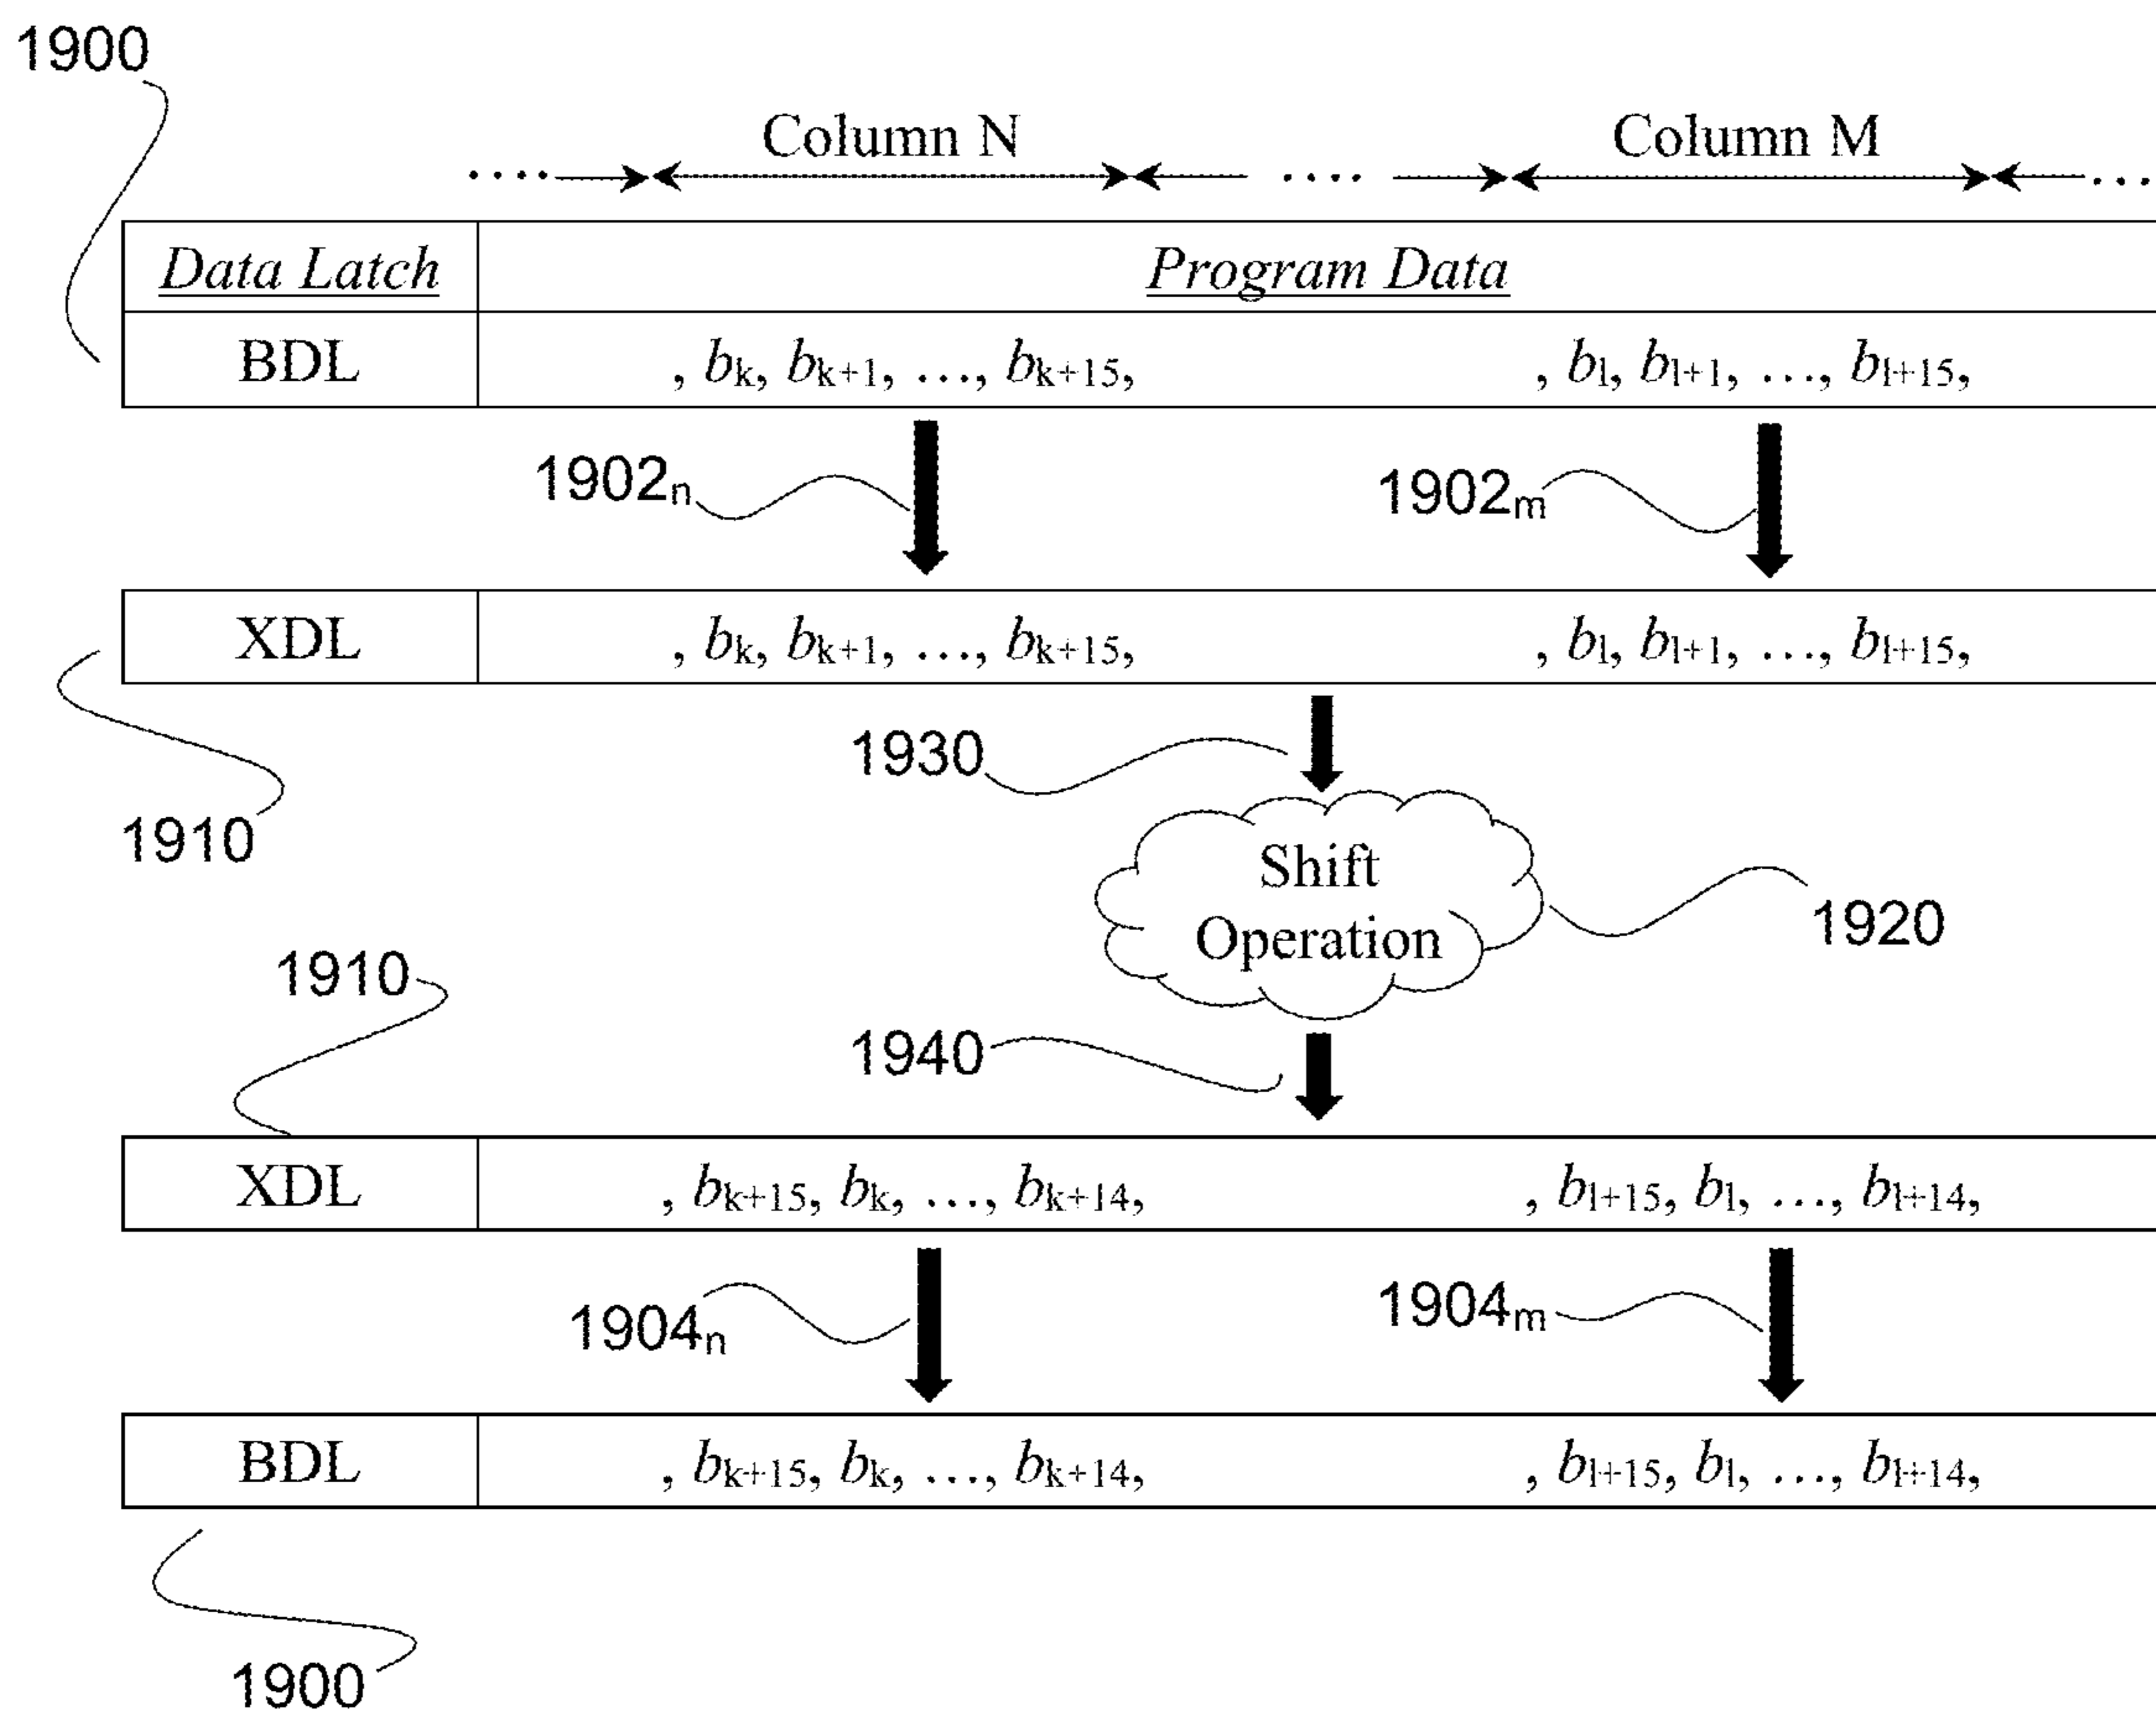 1900
Column N Column M
.... .... ...
Data Latch Program Data
BDL , bₖ, bₖ₊₁, ..., bₖ₊₁₅, , bₗ, bₗ₊₁, ..., bₗ₊₁₅,
1902ₙ 1902ₘ
XDL , bₖ, bₖ₊₁, ..., bₖ₊₁₅, , bₗ, bₗ₊₁, ..., bₗ₊₁₅,
1930
1910
Shift
Operation
1920
1910
1940
XDL , bₖ₊₁₅, bₖ, ..., bₖ₊₁₄, , bₗ₊₁₅, bₗ, ..., bₗ₊₁₄,
1904ₙ 1904ₘ
BDL , bₖ₊₁₅, bₖ, ..., bₖ₊₁₄, , bₗ₊₁₅, bₗ, ..., bₗ₊₁₄,
1900